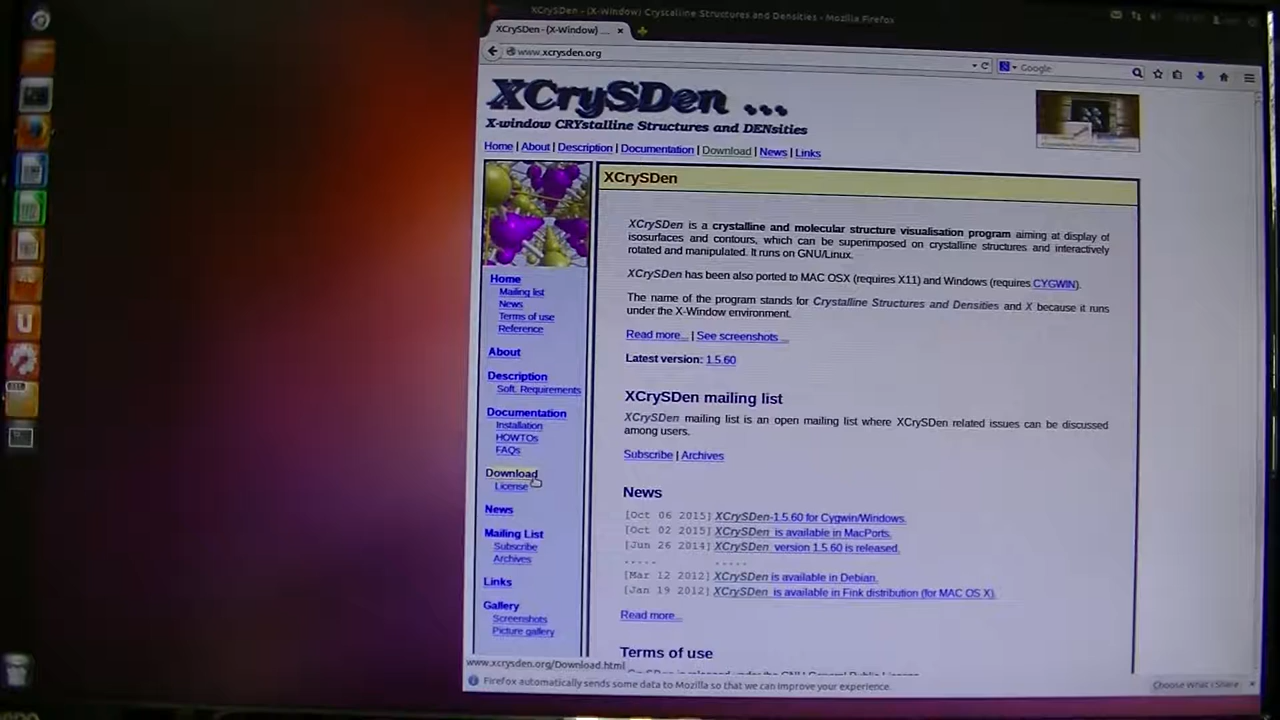 XCrySDen - (X-Window) Crystalline Structures and Densities - Mozilla Firefox
XCrySDen - (X-Window) ...
www.xcrysden.org
Google
XCrySDen ...
X-window CRYstalline Structures and DENsities
Home | About | Description | Documentation | Download | News | Links
Home
Mailing list
News
Terms of use
Reference
About
Description
Soft. Requirements
Documentation
Installation
HOWTOs
FAQs
Download
License
News
Mailing List
Subscribe
Archives
Links
Gallery
Screenshots
Picture gallery
XCrySDen
XCrySDen is a crystalline and molecular structure visualisation program aiming at display of
isosurfaces and contours, which can be superimposed on crystalline structures and interactively
rotated and manipulated. It runs on GNU/Linux.
XCrySDen has been also ported to MAC OSX (requires X11) and Windows (requires CYGWIN).
The name of the program stands for Crystalline Structures and Densities and X because it runs
under the X-Window environment.
Read more... | See screenshots ...
Latest version: 1.5.60
XCrySDen mailing list
XCrySDen mailing list is an open mailing list where XCrySDen related issues can be discussed
among users.
Subscribe | Archives
News
[Oct 06 2015] XCrySDen-1.5.60 for Cygwin/Windows.
[Oct 02 2015] XCrySDen is available in MacPorts.
[Jun 26 2014] XCrySDen version 1.5.60 is released.
..... .....
[Mar 12 2012] XCrySDen is available in Debian.
[Jan 19 2012] XCrySDen is available in Fink distribution (for MAC OS X).
Read more...
Terms of use
www.xcrysden.org/Download.html
Firefox automatically sends some data to Mozilla so that we can improve your experience.
Choose What I Share